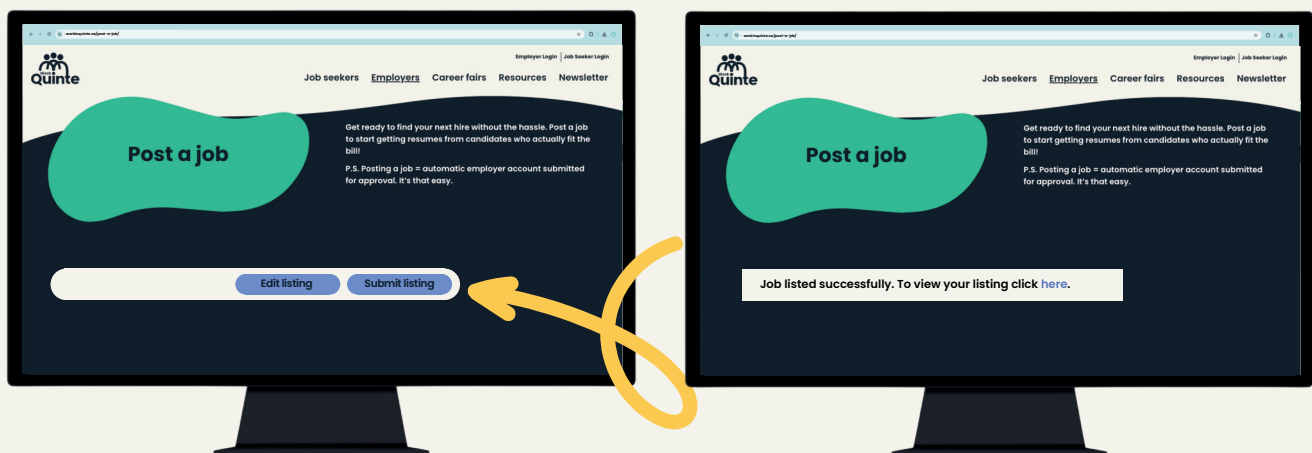 workinquinte.ca/post-a-job/
Employer Login | Job Seeker Login
Work in
Quinte
Job seekers Employers Career fairs Resources Newsletter
Get ready to find your next hire without the hassle. Post a job
to start getting resumes from candidates who actually fit the
bill!
Post a job
P.S. Posting a job = automatic employer account submitted
for approval. It's that easy.
Edit listing Submit listing
workinquinte.ca/post-a-job/
Employer Login | Job Seeker Login
Work in
Quinte
Job seekers Employers Career fairs Resources Newsletter
Get ready to find your next hire without the hassle. Post a job
to start getting resumes from candidates who actually fit the
bill!
Post a job
P.S. Posting a job = automatic employer account submitted
for approval. It's that easy.
Job listed successfully. To view your listing click here.